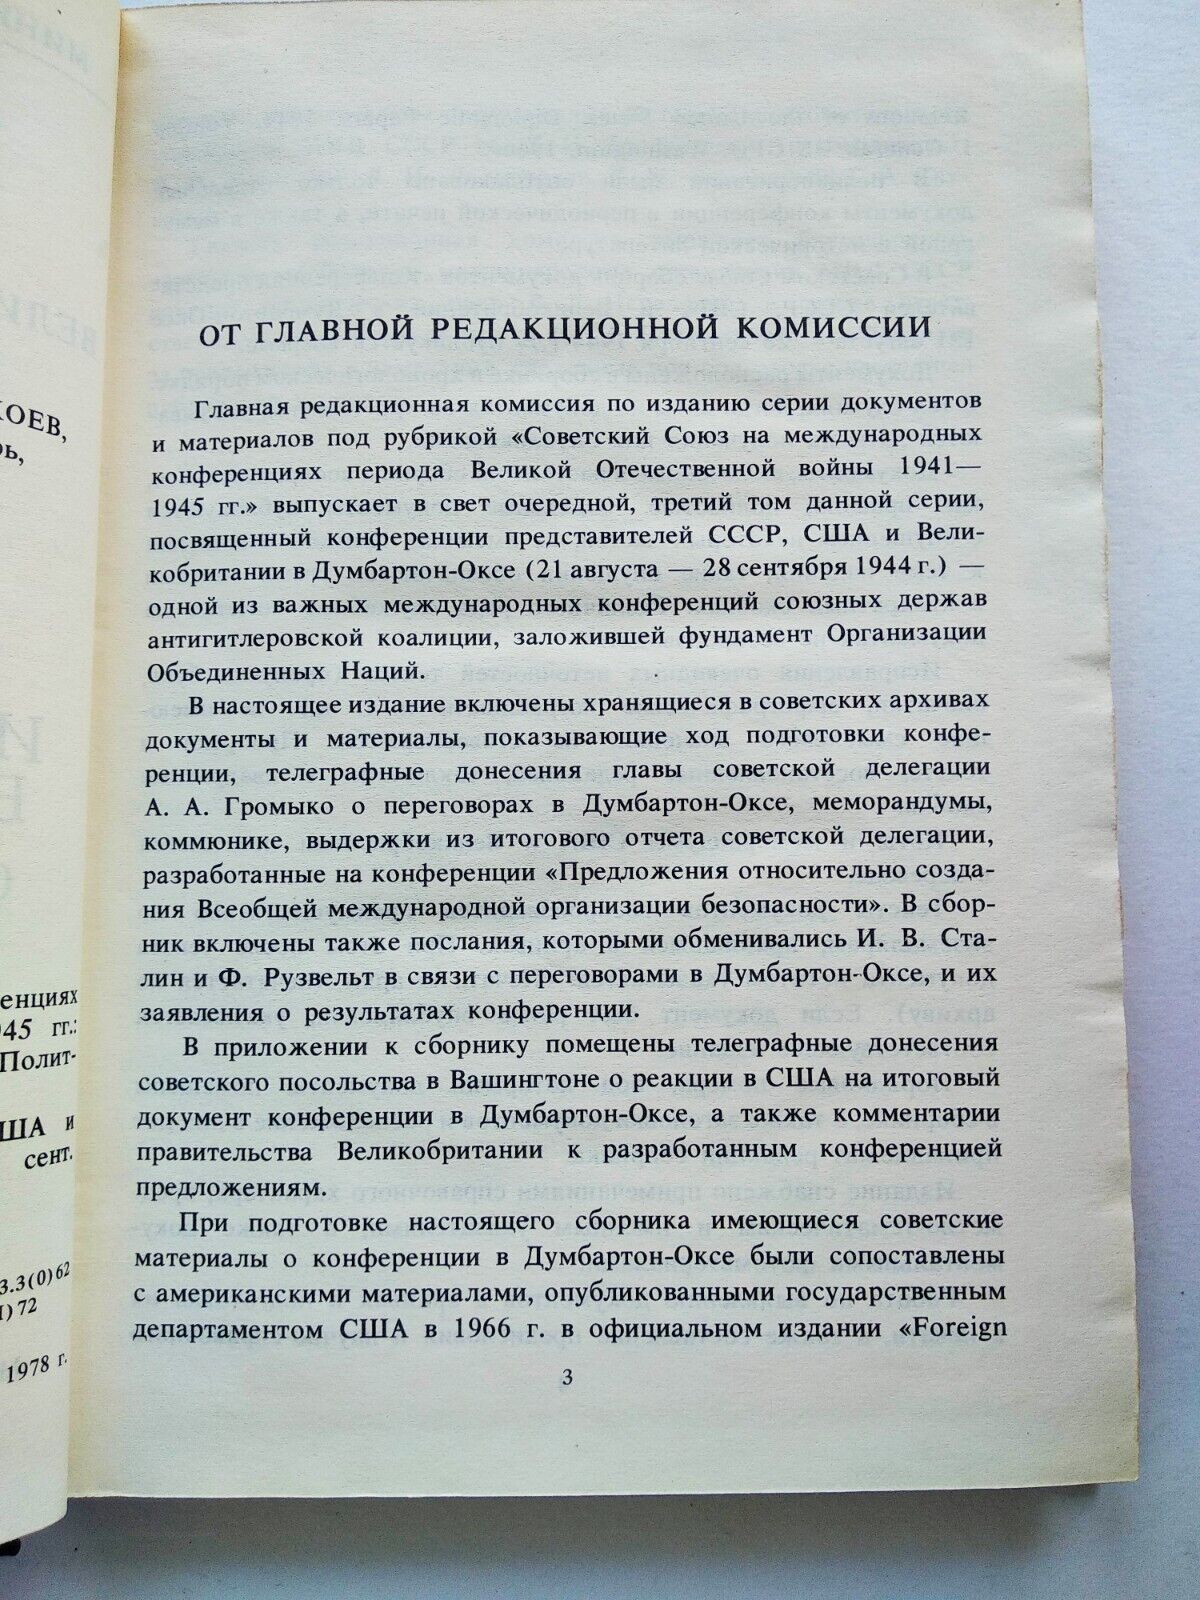 КОЕВ,
рь,
енциях
945 гг.:
Полит-
ША и
сент.
3.3(0)62
1)72
1978 г.
ОТ ГЛАВНОЙ РЕДАКЦИОННОЙ КОМИССИИ
Главная редакционная комиссия по изданию серии документов
и материалов под рубрикой «Советский Союз на международных
конференциях периода Великой Отечественной войны 1941—
1945 гг.» выпускает в свет очередной, третий том данной серии,
посвященный конференции представителей СССР, США и Вели-
кобритании в Думбартон-Оксе (21 августа — 28 сентября 1944 г.) —
одной из важных международных конференций союзных держав
антигитлеровской коалиции, заложившей фундамент Организации
Объединенных Наций.
В настоящее издание включены хранящиеся в советских архивах
документы и материалы, показывающие ход подготовки конфе-
ренции, телеграфные донесения главы советской делегации
А. А. Громыко о переговорах в Думбартон-Оксе, меморандумы,
коммюнике, выдержки из итогового отчета советской делегации,
разработанные на конференции «Предложения относительно созда-
ния Всеобщей международной организации безопасности». В сбор-
ник включены также послания, которыми обменивались И. В. Ста-
лин и Ф. Рузвельт в связи с переговорами в Думбартон-Оксе, и их
заявления о результатах конференции.
В приложении к сборнику помещены телеграфные донесения
советского посольства в Вашингтоне о реакции в США на итоговый
документ конференции в Думбартон-Оксе, а также комментарии
правительства Великобритании к разработанным конференцией
предложениям.
При подготовке настоящего сборника имеющиеся советские
материалы о конференции в Думбартон-Оксе были сопоставлены
с американскими материалами, опубликованными государственным
департаментом США в 1966 г. в официальном издании «Foreign
3